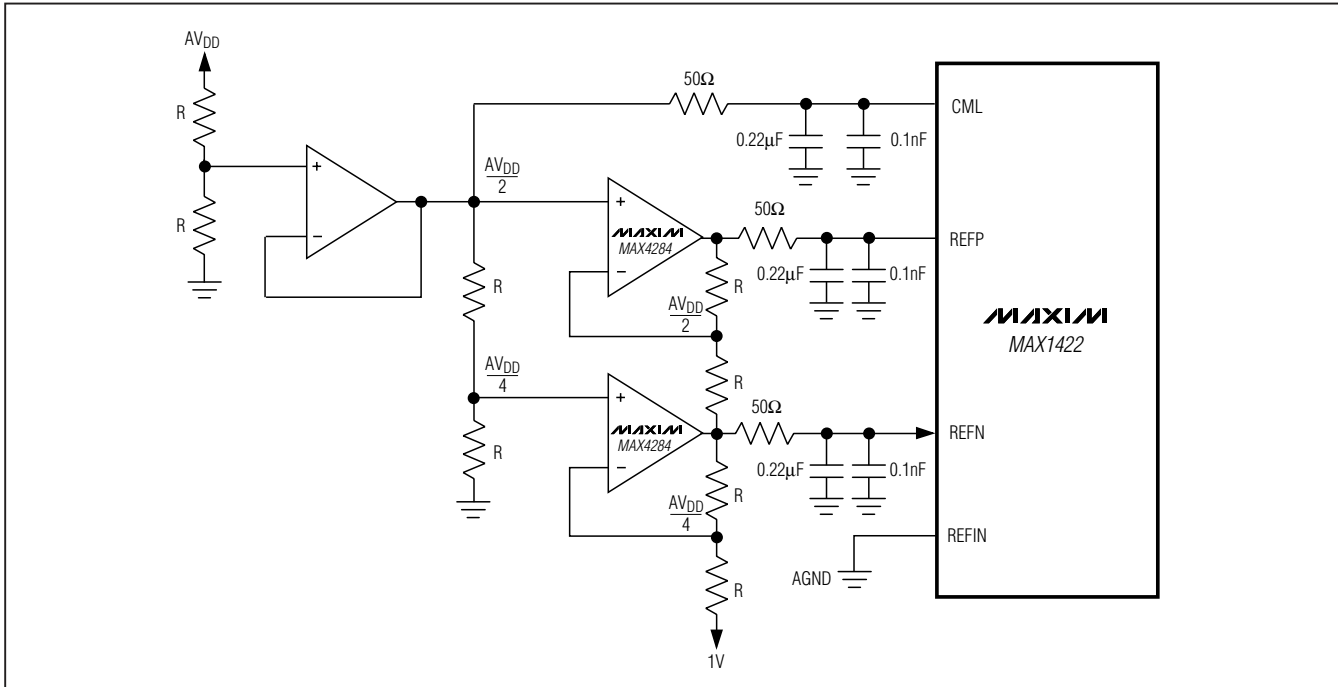 AVDD
R
R
+
−
AVDD
2
R
AVDD
4
R
50Ω
0.22μF
0.1nF
CML
+
−
MAXIM
MAX4284
50Ω
0.22μF
0.1nF
REFP
R
AVDD
2
R
+
−
MAXIM
MAX4284
50Ω
0.22μF
0.1nF
REFN
R
AVDD
4
R
1V
AGND
REFIN
MAXIM
MAX1422